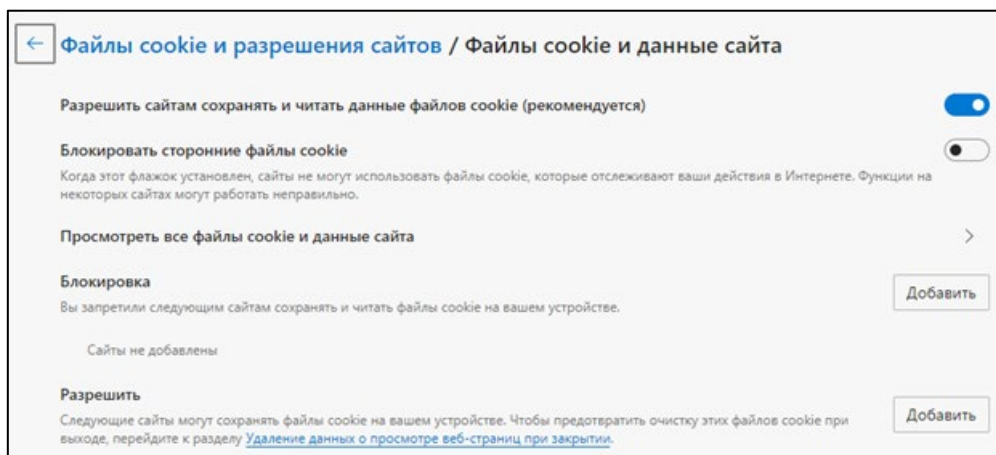 ← Файлы cookie и разрешения сайтов / Файлы cookie и данные сайта
Разрешить сайтам сохранять и читать данные файлов cookie (рекомендуется)
Блокировать сторонние файлы cookie
Когда этот флажок установлен, сайты не могут использовать файлы cookie, которые отслеживают ваши действия в Интернете. Функции на
некоторых сайтах могут работать неправильно.
Просмотреть все файлы cookie и данные сайта
Блокировка
Добавить
Вы запретили следующим сайтам сохранять и читать файлы cookie на вашем устройстве.
Сайты не добавлены
Разрешить
Добавить
Следующие сайты могут сохранять файлы cookie на вашем устройстве. Чтобы предотвратить очистку этих файлов cookie при
выходе, перейдите к разделу Удаление данных о просмотре веб-страниц при закрытии.